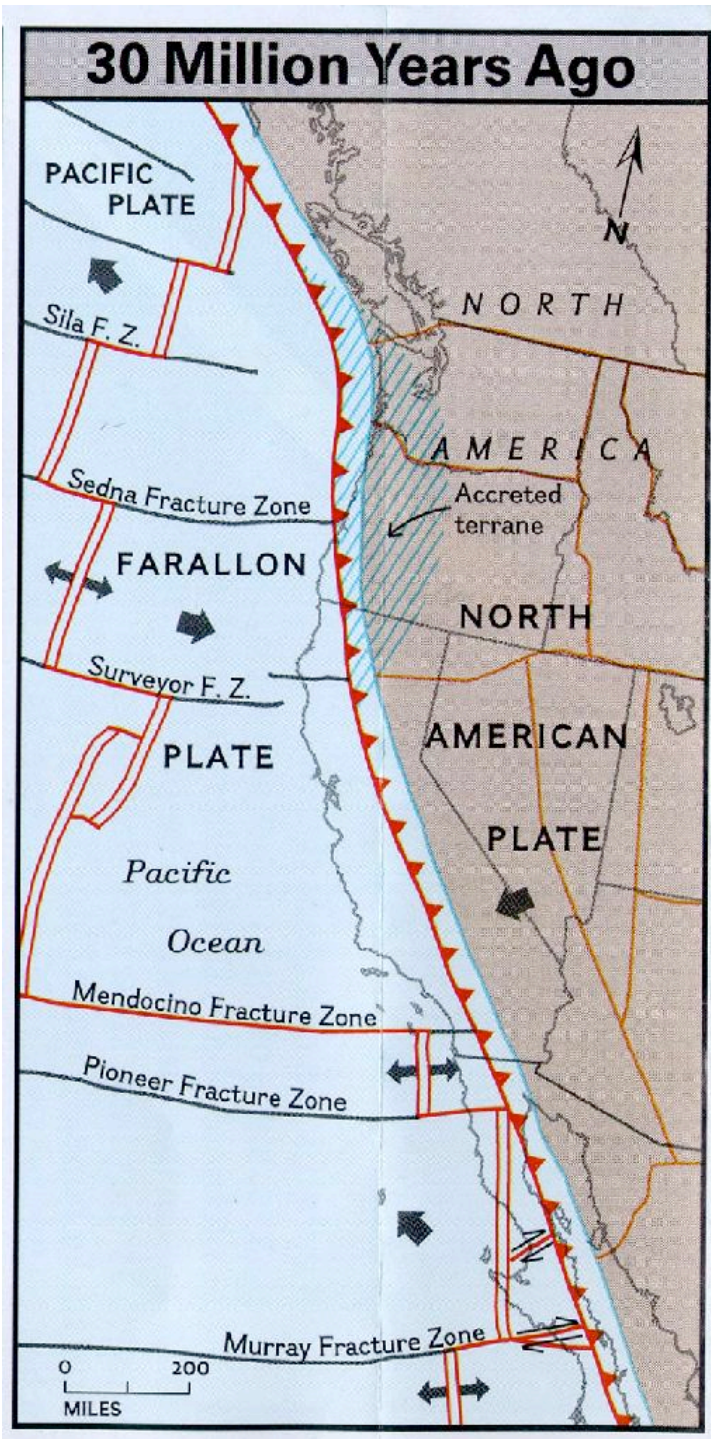 30 Million Years Ago
PACIFIC
PLATE
N
NORTH
Sila F. Z.
AMERICA
Sedna Fracture Zone
Accreted
terrane
FARALLON
NORTH
Surveyor F. Z.
AMERICAN
PLATE
PLATE
Pacific
Ocean
Mendocino Fracture Zone
Pioneer Fracture Zone
Murray Fracture Zone
0 200
MILES